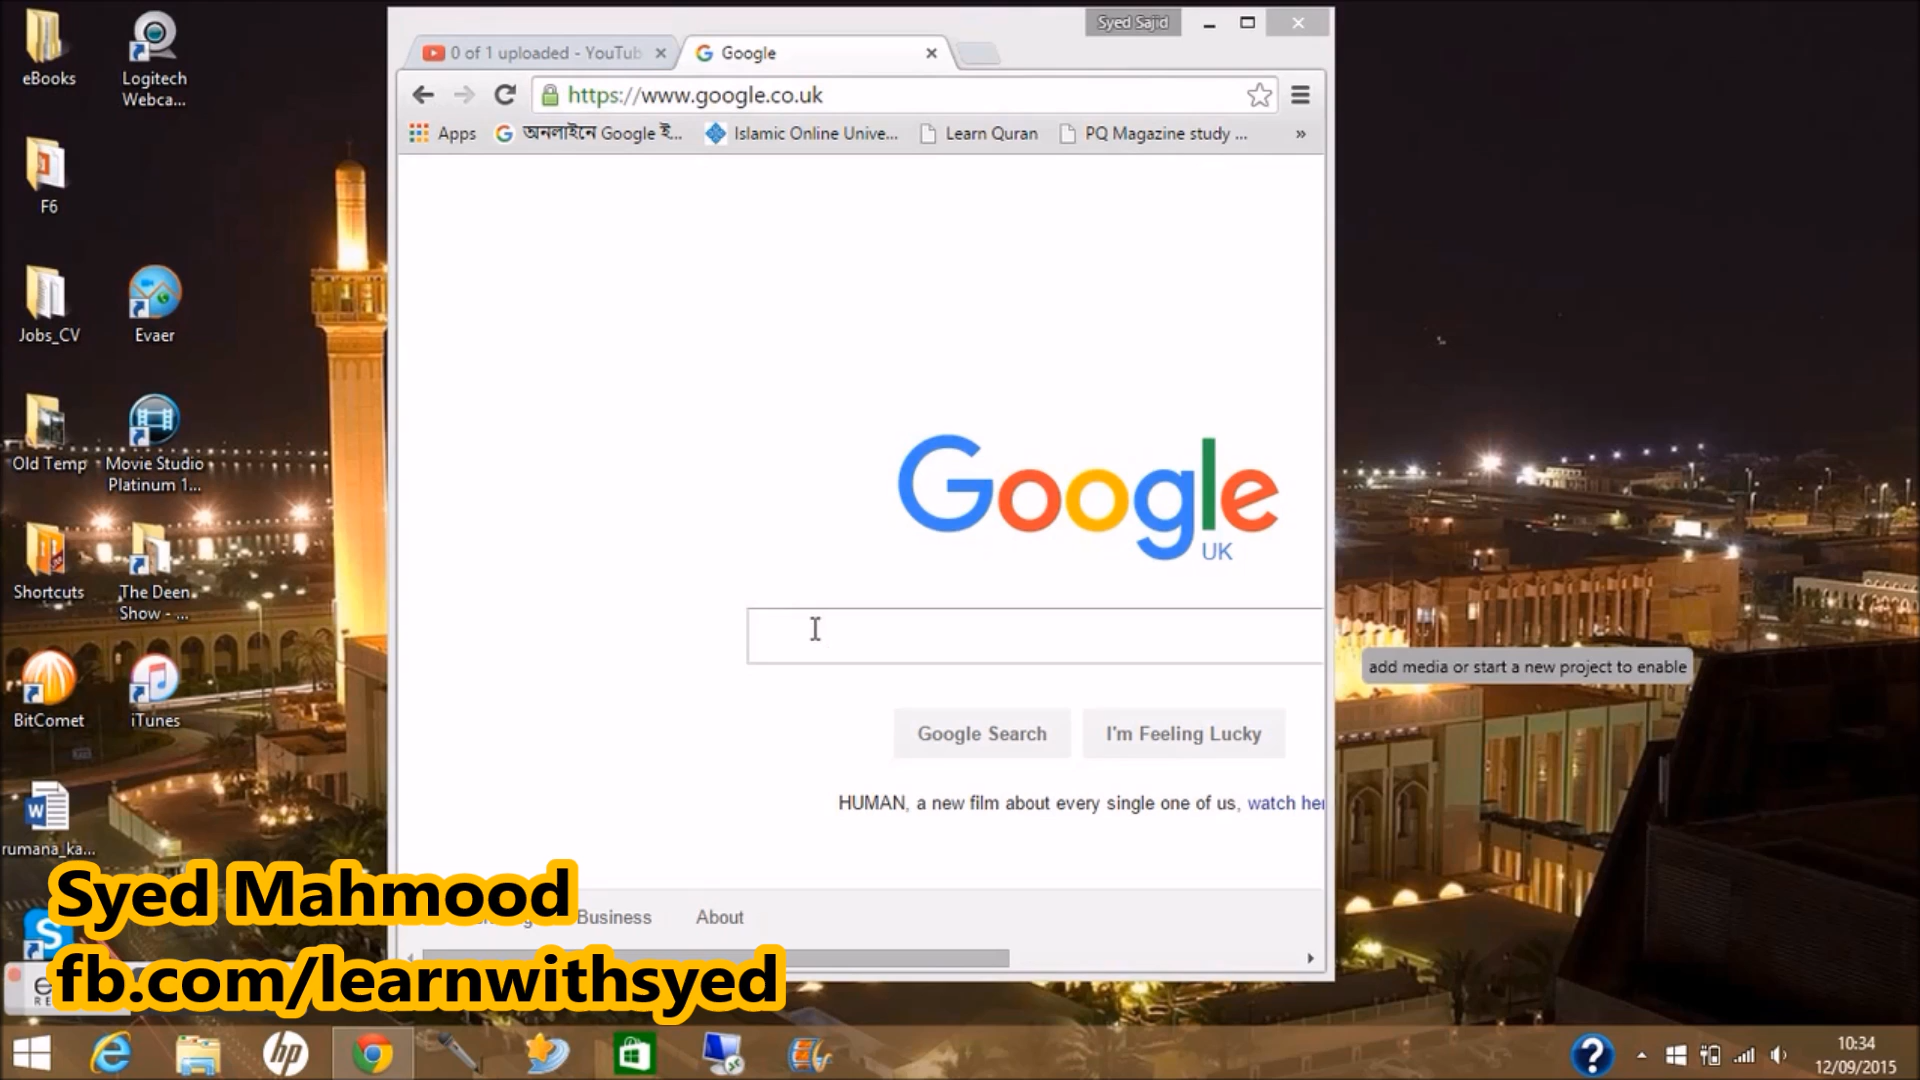 Syed Sajid
0 of 1 uploaded - YouTub
Google
https://www.google.co.uk
Apps
অনলাইনে Google ই...
Islamic Online Unive...
Learn Quran
PQ Magazine study ...
»
eBooks
Logitech
Webca...
F6
Jobs_CV
Evaer
Old Temp
Movie Studio
Platinum 1...
Shortcuts
The Deen
Show - ...
BitComet
iTunes
rumana_ka...
Google
UK
Google Search
I'm Feeling Lucky
HUMAN, a new film about every single one of us, watch her
add media or start a new project to enable
Business
About
Syed Mahmood
fb.com/learnwithsyed
hp
10:34
12/09/2015